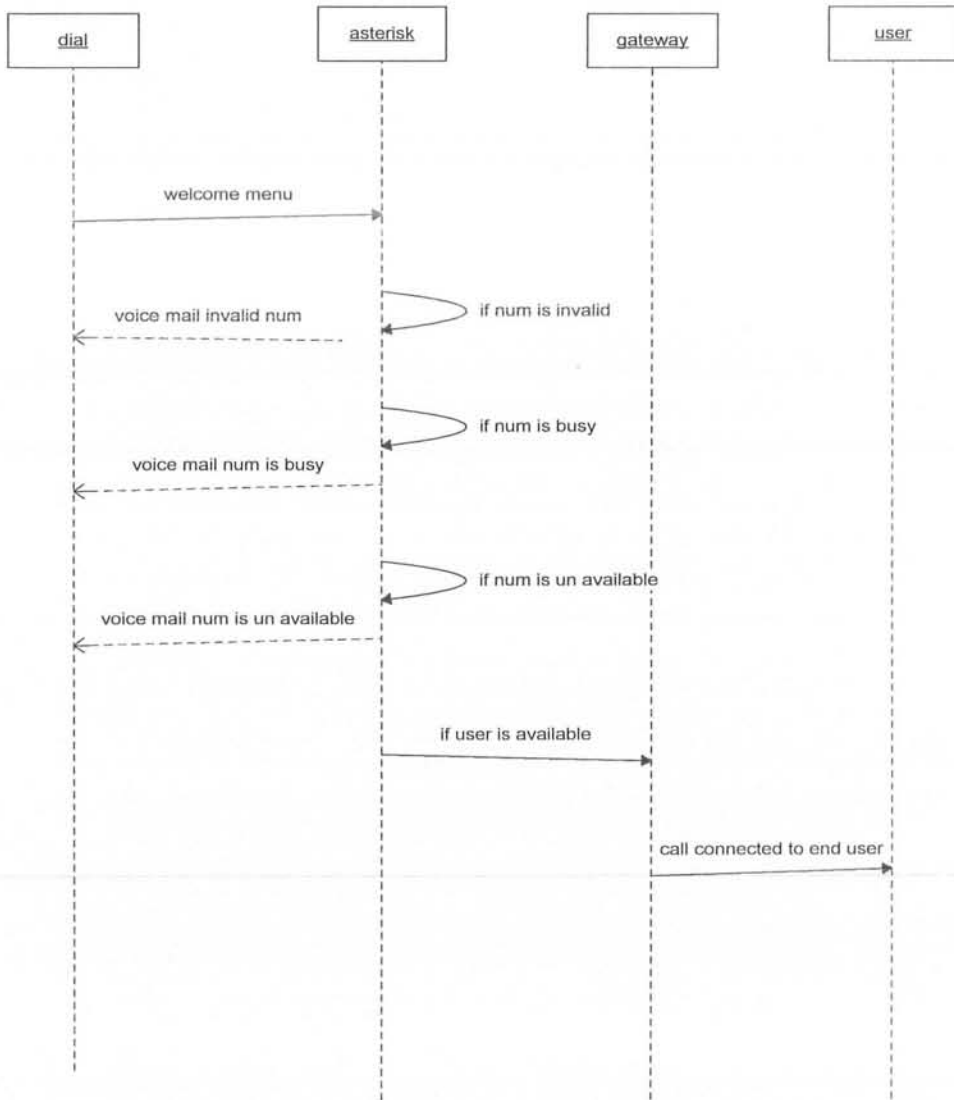 dial
asterisk
gateway
user
welcome menu
if num is invalid
voice mail invalid num
if num is busy
voice mail num is busy
if num is un available
voice mail num is un available
if user is available
call connected to end user